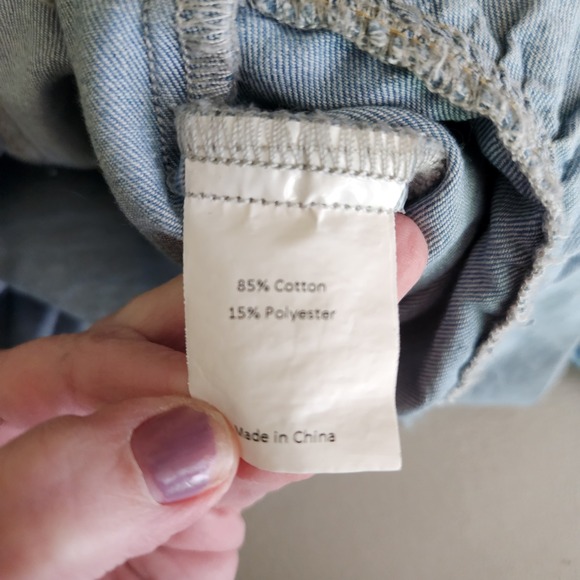 85% Cotton
15% Polyester
Made in China